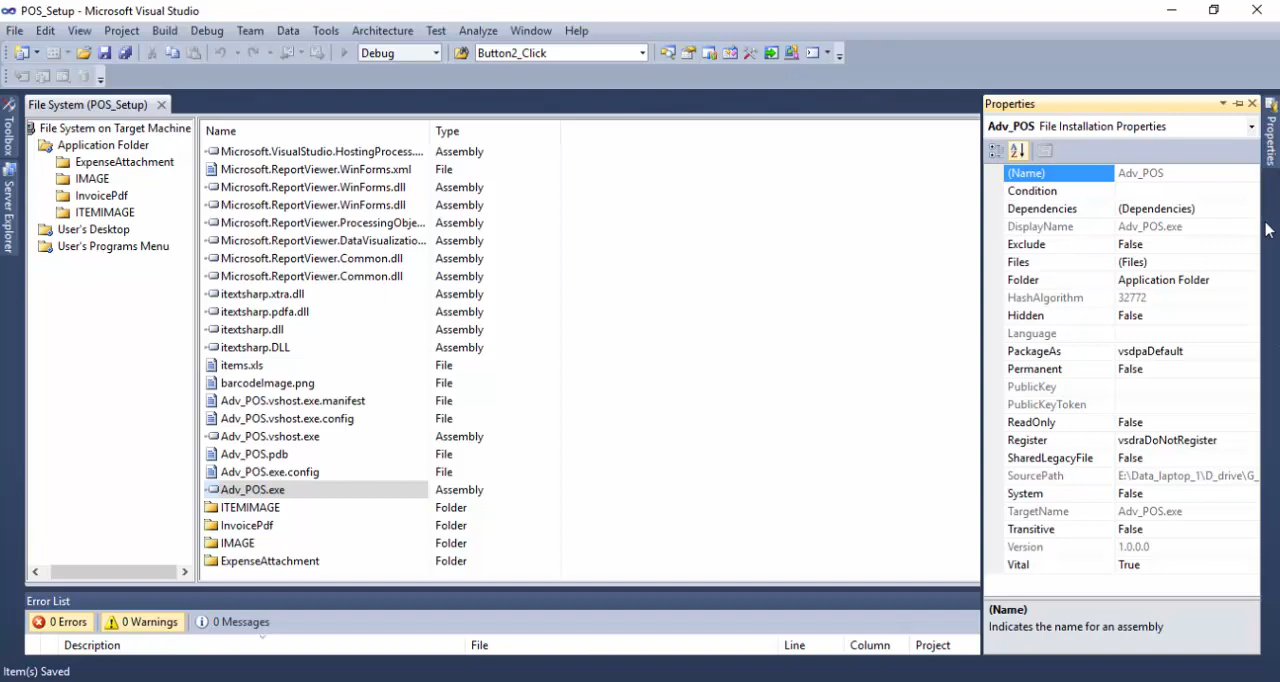 POS_Setup - Microsoft Visual Studio
File Edit View Project Build Debug Team Data Tools Architecture Test Analyze Window Help
Debug Button2_Click
File System (POS_Setup)
Toolbox
Server Explorer
File System on Target Machine
Application Folder
ExpenseAttachment
IMAGE
InvoicePdf
ITEMIMAGE
User's Desktop
User's Programs Menu
Name Type
Microsoft.VisualStudio.HostingProcess.... Assembly
Microsoft.ReportViewer.WinForms.xml File
Microsoft.ReportViewer.WinForms.dll Assembly
Microsoft.ReportViewer.WinForms.dll Assembly
Microsoft.ReportViewer.ProcessingObje... Assembly
Microsoft.ReportViewer.DataVisualizatio... Assembly
Microsoft.ReportViewer.Common.dll Assembly
Microsoft.ReportViewer.Common.dll Assembly
itextsharp.xtra.dll Assembly
itextsharp.pdfa.dll Assembly
itextsharp.dll Assembly
itextsharp.DLL Assembly
items.xls File
barcodeImage.png File
Adv_POS.vshost.exe.manifest File
Adv_POS.vshost.exe.config File
Adv_POS.vshost.exe Assembly
Adv_POS.pdb File
Adv_POS.exe.config File
Adv_POS.exe Assembly
ITEMIMAGE Folder
InvoicePdf Folder
IMAGE Folder
ExpenseAttachment Folder
Properties
Adv_POS File Installation Properties
(Name) Adv_POS
Condition
Dependencies (Dependencies)
DisplayName Adv_POS.exe
Exclude False
Files (Files)
Folder Application Folder
HashAlgorithm 32772
Hidden False
Language
PackageAs vsdpaDefault
Permanent False
PublicKey
PublicKeyToken
ReadOnly False
Register vsdraDoNotRegister
SharedLegacyFile False
SourcePath E:\Data_laptop_1\D_drive\G_
System False
TargetName Adv_POS.exe
Transitive False
Version 1.0.0.0
Vital True
(Name)
Indicates the name for an assembly
Properties
Error List
0 Errors 0 Warnings 0 Messages
Description File Line Column Project
Item(s) Saved